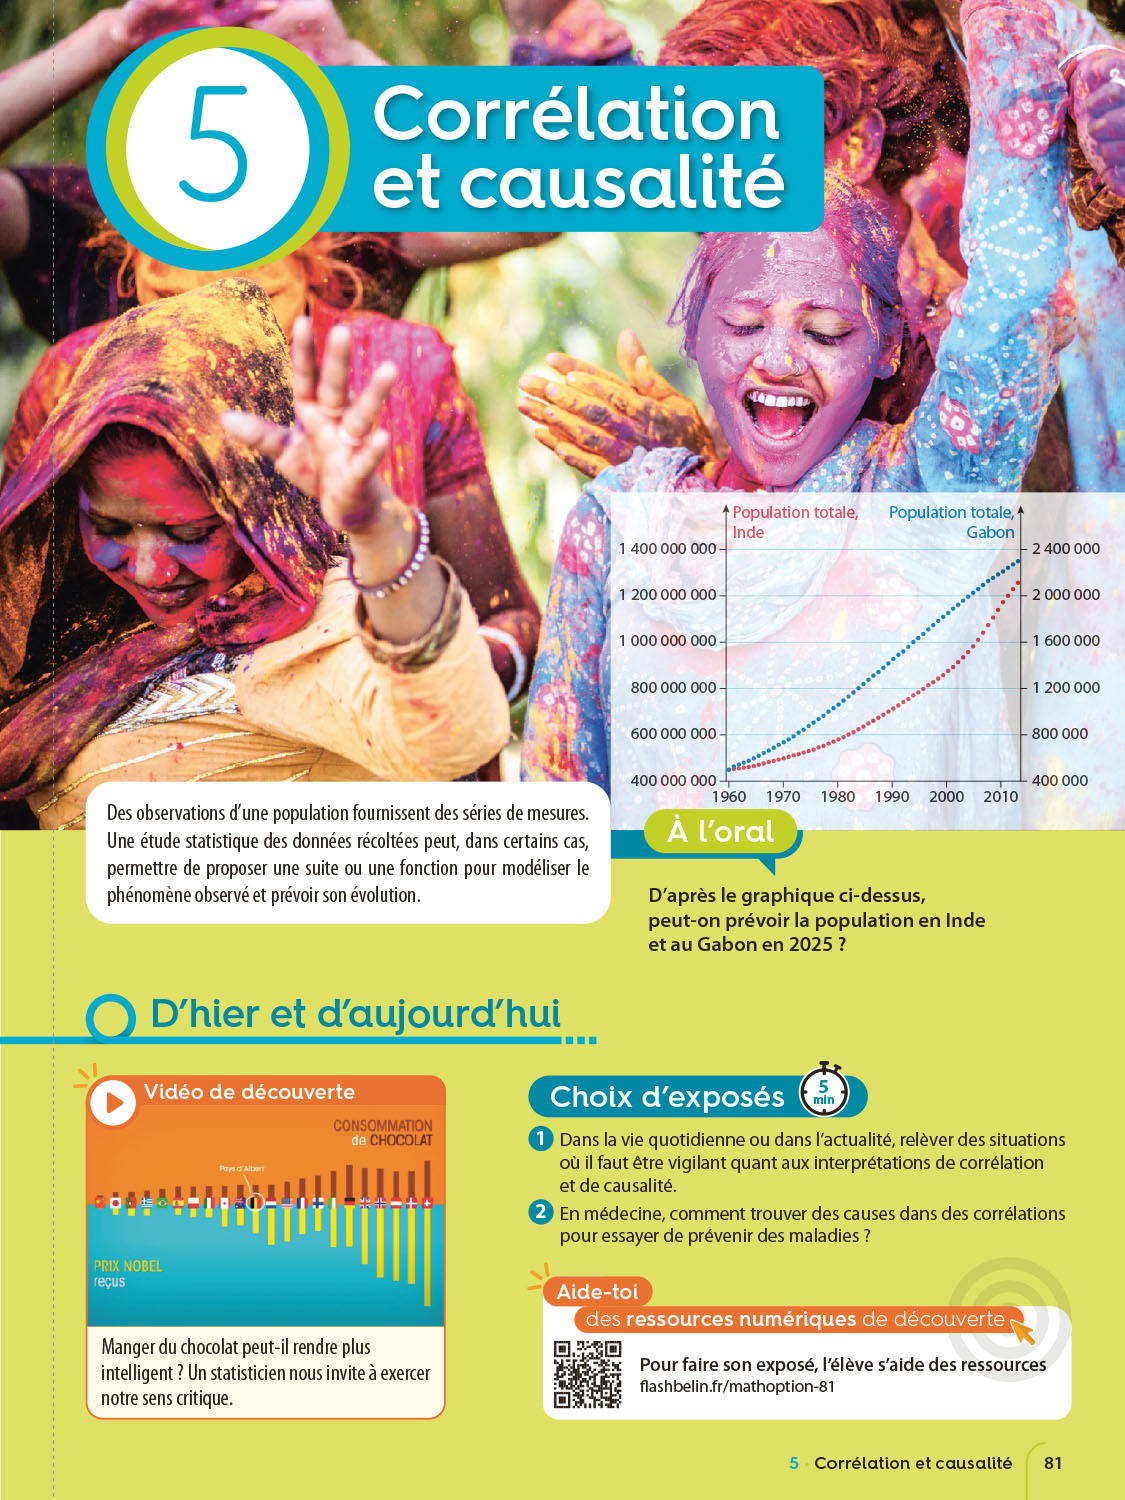 5
Corrélation
et causalité
Population totale,
Inde
Population totale,
Gabon
1 400 000 000
1 200 000 000
1 000 000 000
800 000 000
600 000 000
400 000 000
2 400 000
2 000 000
1 600 000
1 200 000
800 000
400 000
1960 1970 1980 1990 2000 2010
Des observations d’une population fournissent des séries de mesures.
Une étude statistique des données récoltées peut, dans certains cas,
permettre de proposer une suite ou une fonction pour modéliser le
phénomène observé et prévoir son évolution.
À l’oral
D’après le graphique ci-dessus,
peut-on prévoir la population en Inde
et au Gabon en 2025 ?
D’hier et d’aujourd’hui
Vidéo de découverte
CONSOMMATION
de CHOCOLAT
Pays d’Albert
PRIX NOBEL
reçus
Manger du chocolat peut-il rendre plus
intelligent ? Un statisticien nous invite à exercer
notre sens critique.
Choix d’exposés
5
min
1 Dans la vie quotidienne ou dans l’actualité, relèver des situations
où il faut être vigilant quant aux interprétations de corrélation
et de causalité.
2 En médecine, comment trouver des causes dans des corrélations
pour essayer de prévenir des maladies ?
Aide-toi
des ressources numériques de découverte
Pour faire son exposé, l’élève s’aide des ressources
flashbelin.fr/mathoption-81
5 • Corrélation et causalité 81